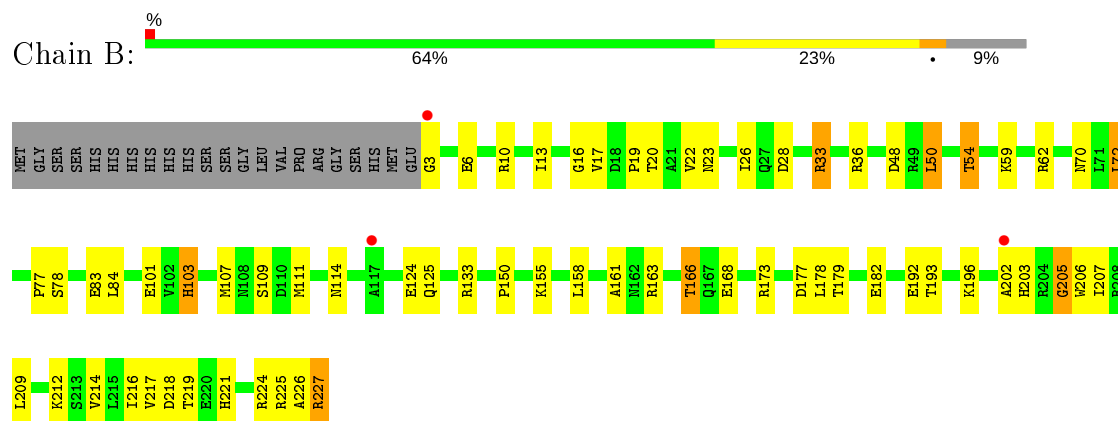 %
Chain B:
64% 23% • 9%
MET GLY SER SER HIS HIS HIS HIS HIS HIS SER SER GLY LEU VAL PRO ARG GLY SER HIS MET GLU G3 E6 R10 I13 G16 V17 D18 P19 T20 A21 V22 N23 I26 Q27 D28 R33 R36 D48 R49 L50 T54 K59 R62 N70 L71
P77 S78 E83 L84 E101 V102 H103 M107 N108 S109 D110 M111 N114 A117 E124 Q125 R133 P150 K155 L158 A161 N162 R163 T166 Q167 E168 R173 D177 L178 T179 E182 E192 T193 K196 A202 H203 R204 G205 W206 I207
L209 K212 S213 V214 L215 I216 V217 D218 T219 E220 H221 R224 R225 A226 R227